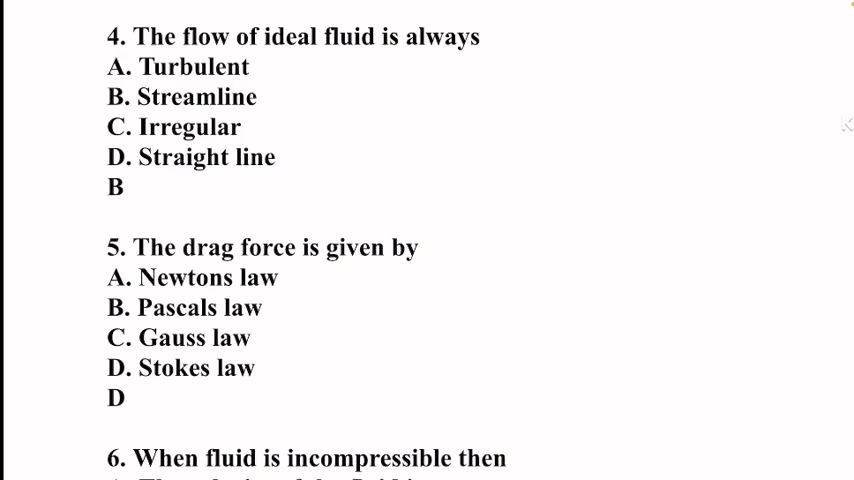 4. The flow of ideal fluid is always
A. Turbulent
B. Streamline
C. Irregular
D. Straight line
B
5. The drag force is given by
A. Newtons law
B. Pascals law
C. Gauss law
D. Stokes law
D
6. When fluid is incompressible then